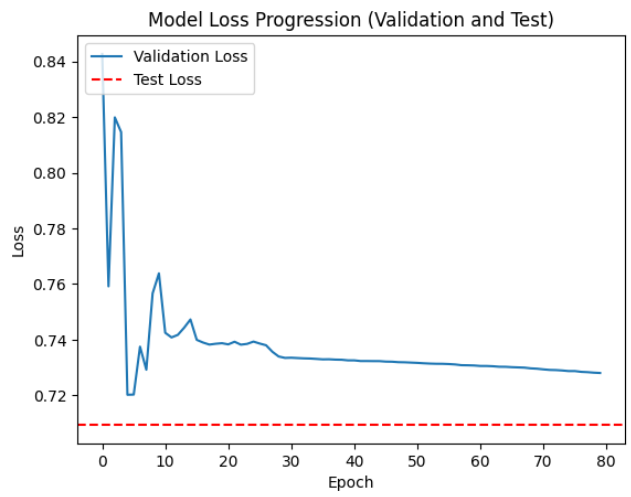 Model Loss Progression (Validation and Test)
Validation Loss
Test Loss
0.84
0.82
0.80
0.78
0.76
0.74
0.72
Loss
0 10 20 30 40 50 60 70 80
Epoch